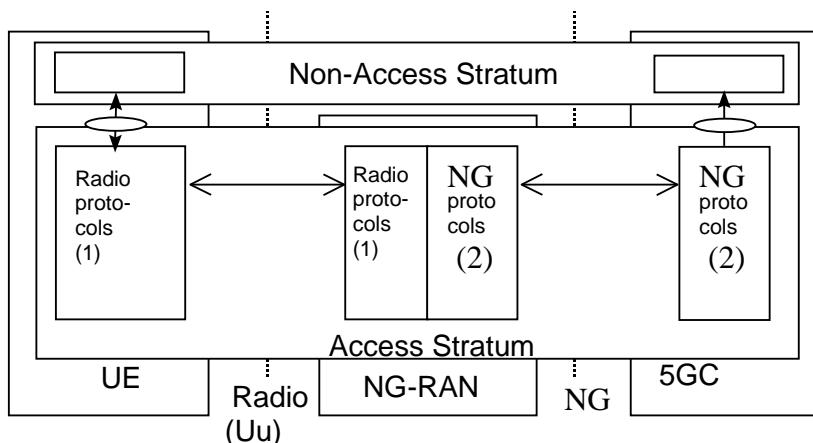 Non-Access Stratum
Radio
proto-
cols
(1)
Radio
proto-
cols
(1)
NG
proto
cols
(2)
NG
proto
cols
(2)
Access Stratum
UE
Radio
(Uu)
NG-RAN
NG
5GC